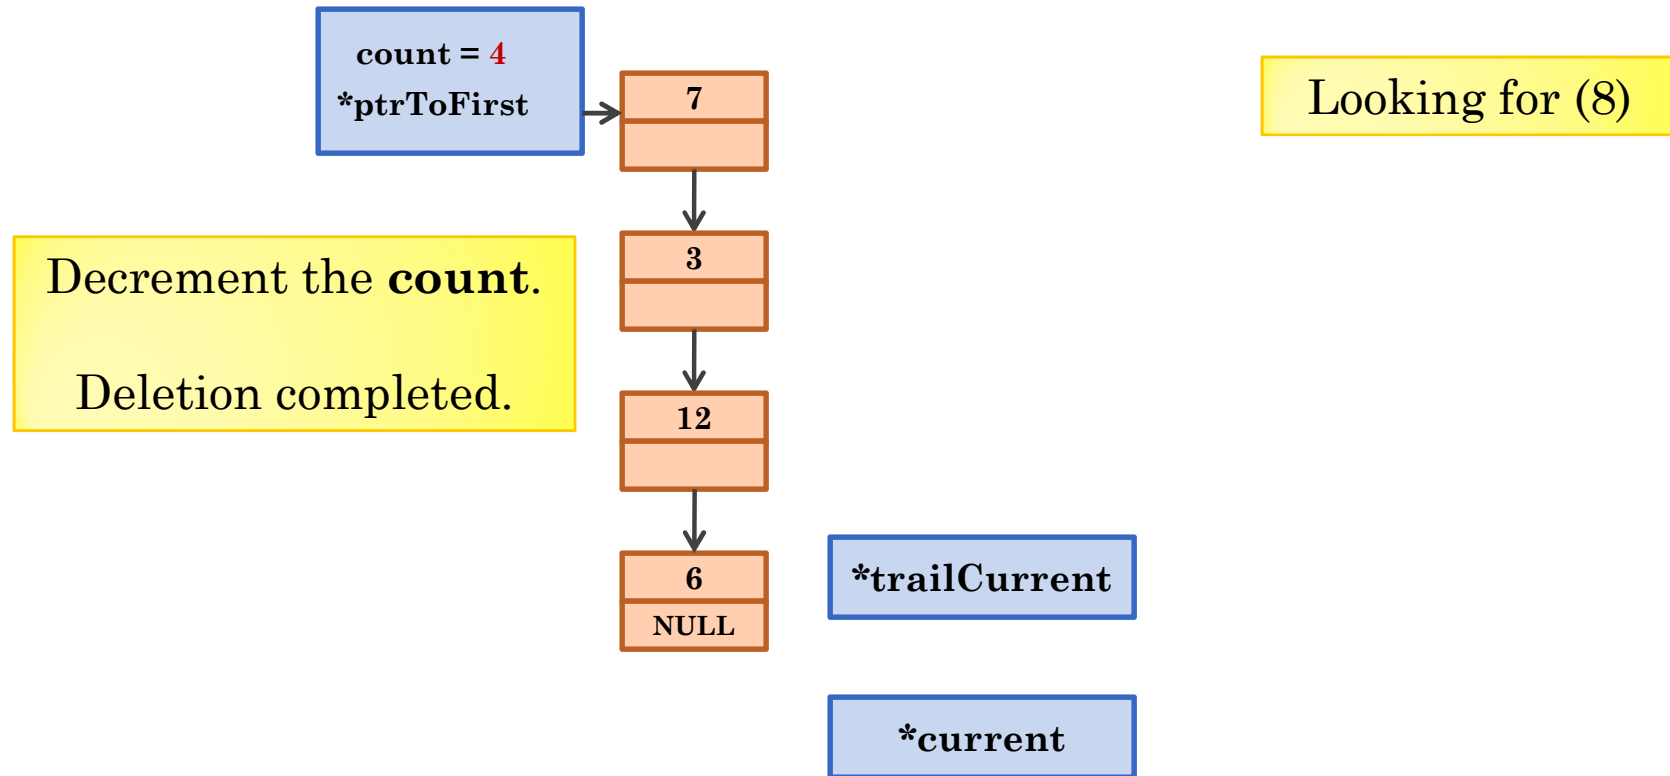 count = 4
*ptrToFirst
7
Looking for (8)
3
Decrement the count.
Deletion completed.
12
6
NULL
*trailCurrent
*current